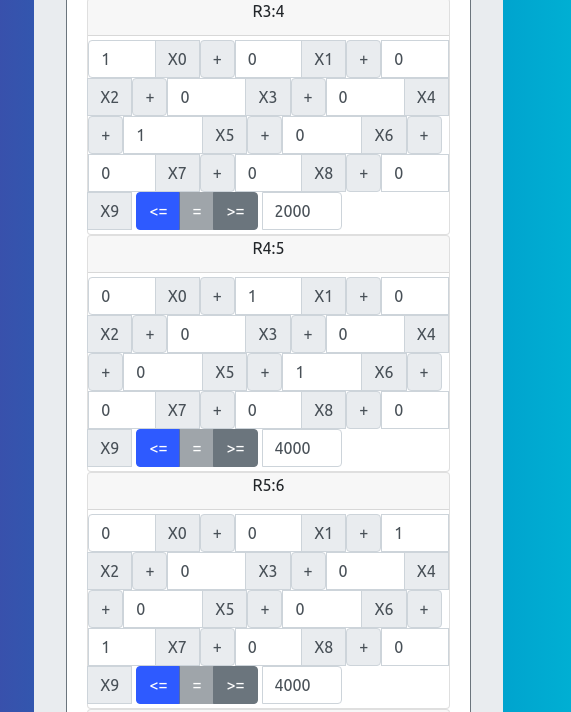 R3:4
1 X0 + 0 X1 + 0
X2 + 0 X3 + 0 X4
+ 1 X5 + 0 X6 +
0 X7 + 0 X8 + 0
X9 <= = >= 2000
R4:5
0 X0 + 1 X1 + 0
X2 + 0 X3 + 0 X4
+ 0 X5 + 1 X6 +
0 X7 + 0 X8 + 0
X9 <= = >= 4000
R5:6
0 X0 + 0 X1 + 1
X2 + 0 X3 + 0 X4
+ 0 X5 + 0 X6 +
1 X7 + 0 X8 + 0
X9 <= = >= 4000